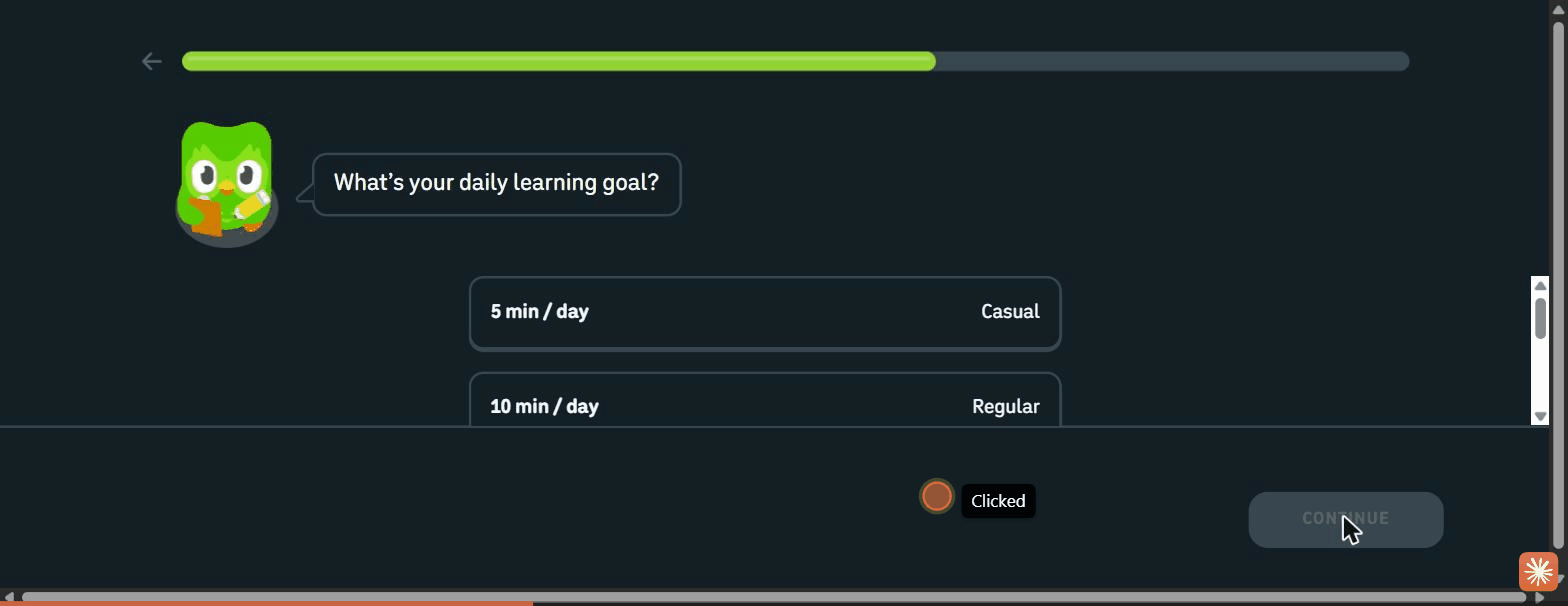 What’s your daily learning goal?
5 min / day Casual
10 min / day Regular
Clicked
CONTINUE